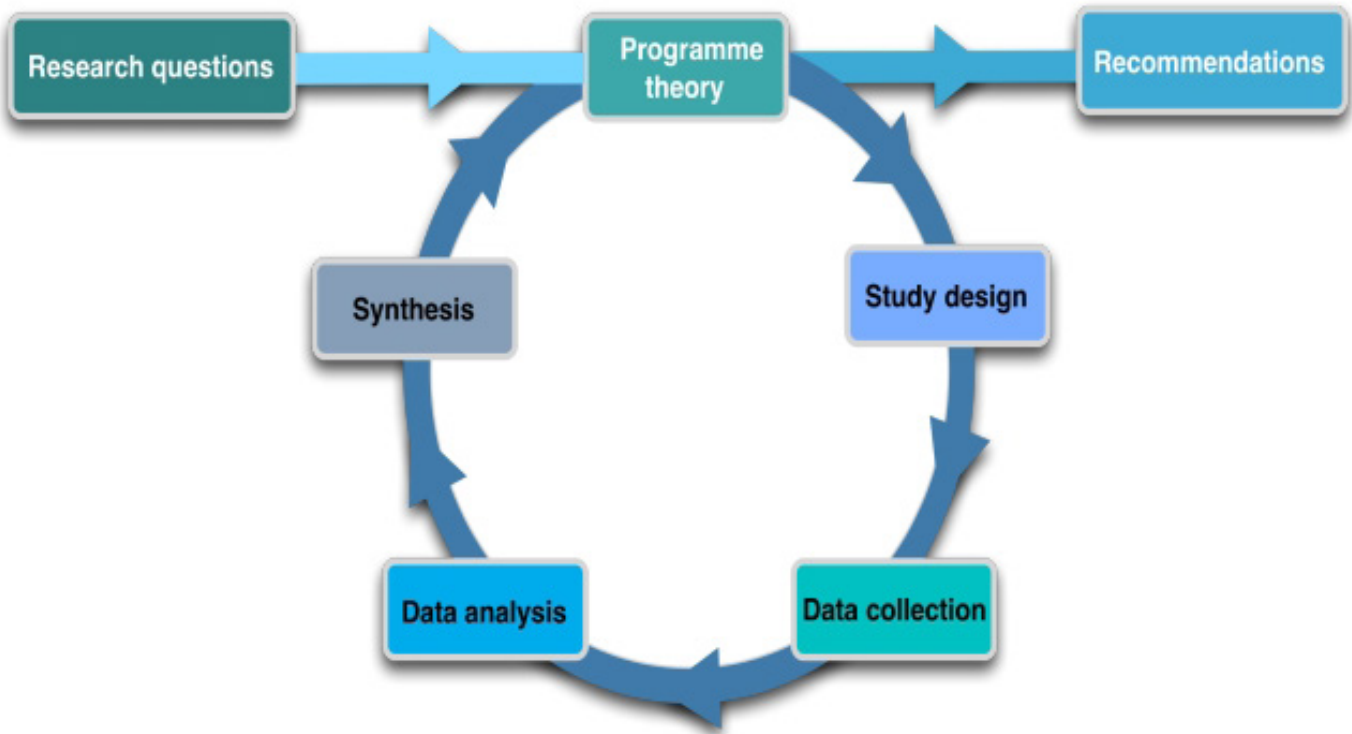 Research questions
Programme
theory
Recommendations
Synthesis
Study design
Data analysis
Data collection